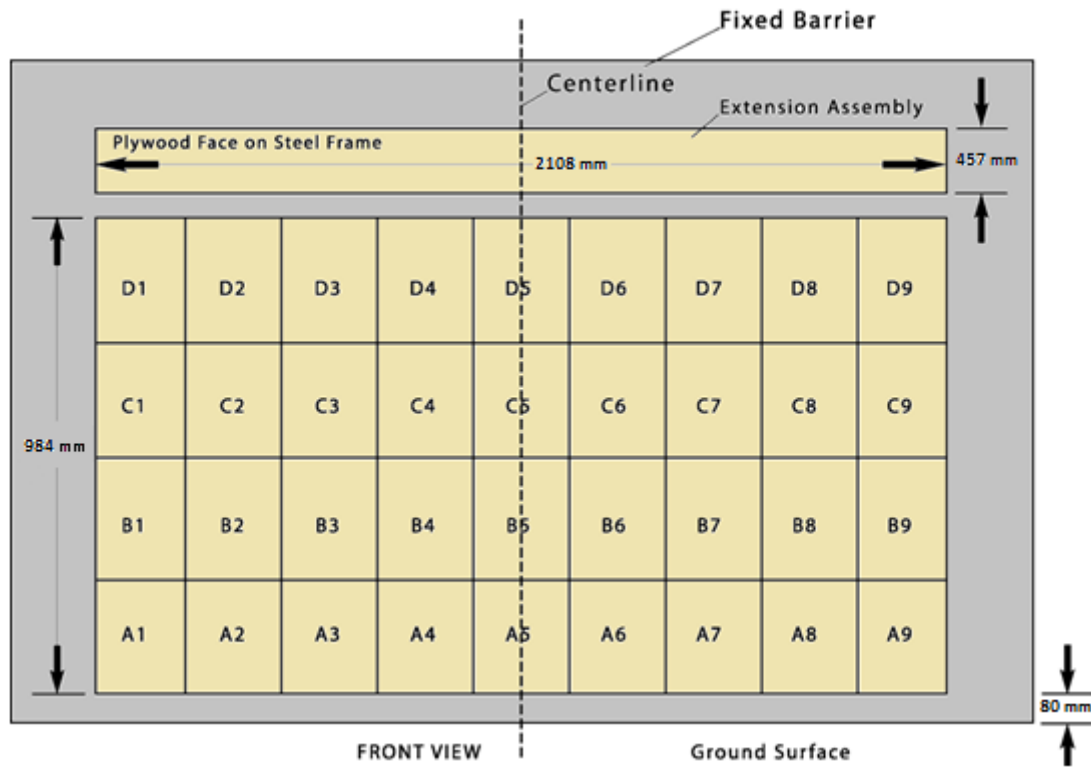 Fixed Barrier
Centerline
Extension Assembly
Plywood Face on Steel Frame
2108 mm
457 mm
D1 D2 D3 D4 D5 D6 D7 D8 D9
C1 C2 C3 C4 C5 C6 C7 C8 C9
984 mm
B1 B2 B3 B4 B5 B6 B7 B8 B9
A1 A2 A3 A4 A5 A6 A7 A8 A9
80 mm
FRONT VIEW Ground Surface